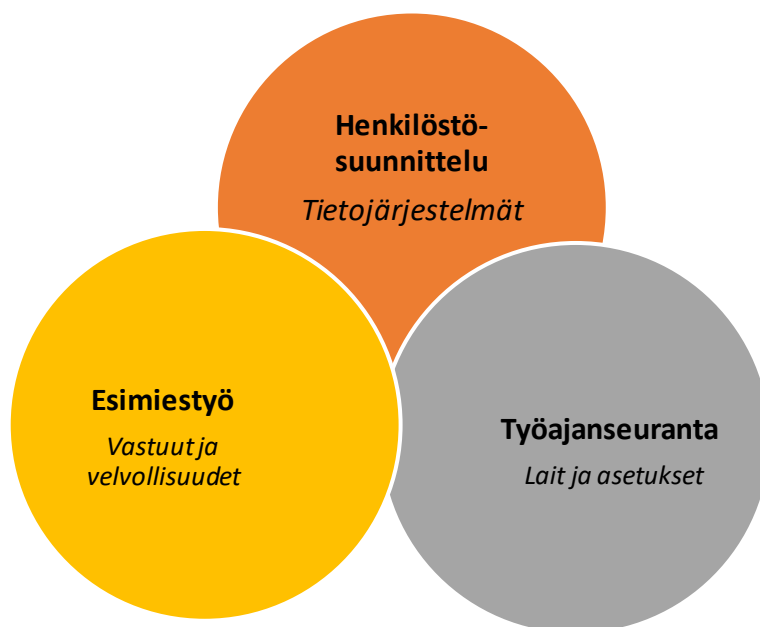 Henkilöstö-
suunnittelu
Tietojärjestelmät
Esimiestyö
Vastuut ja
velvollisuudet
Työajanseuranta
Lait ja asetukset